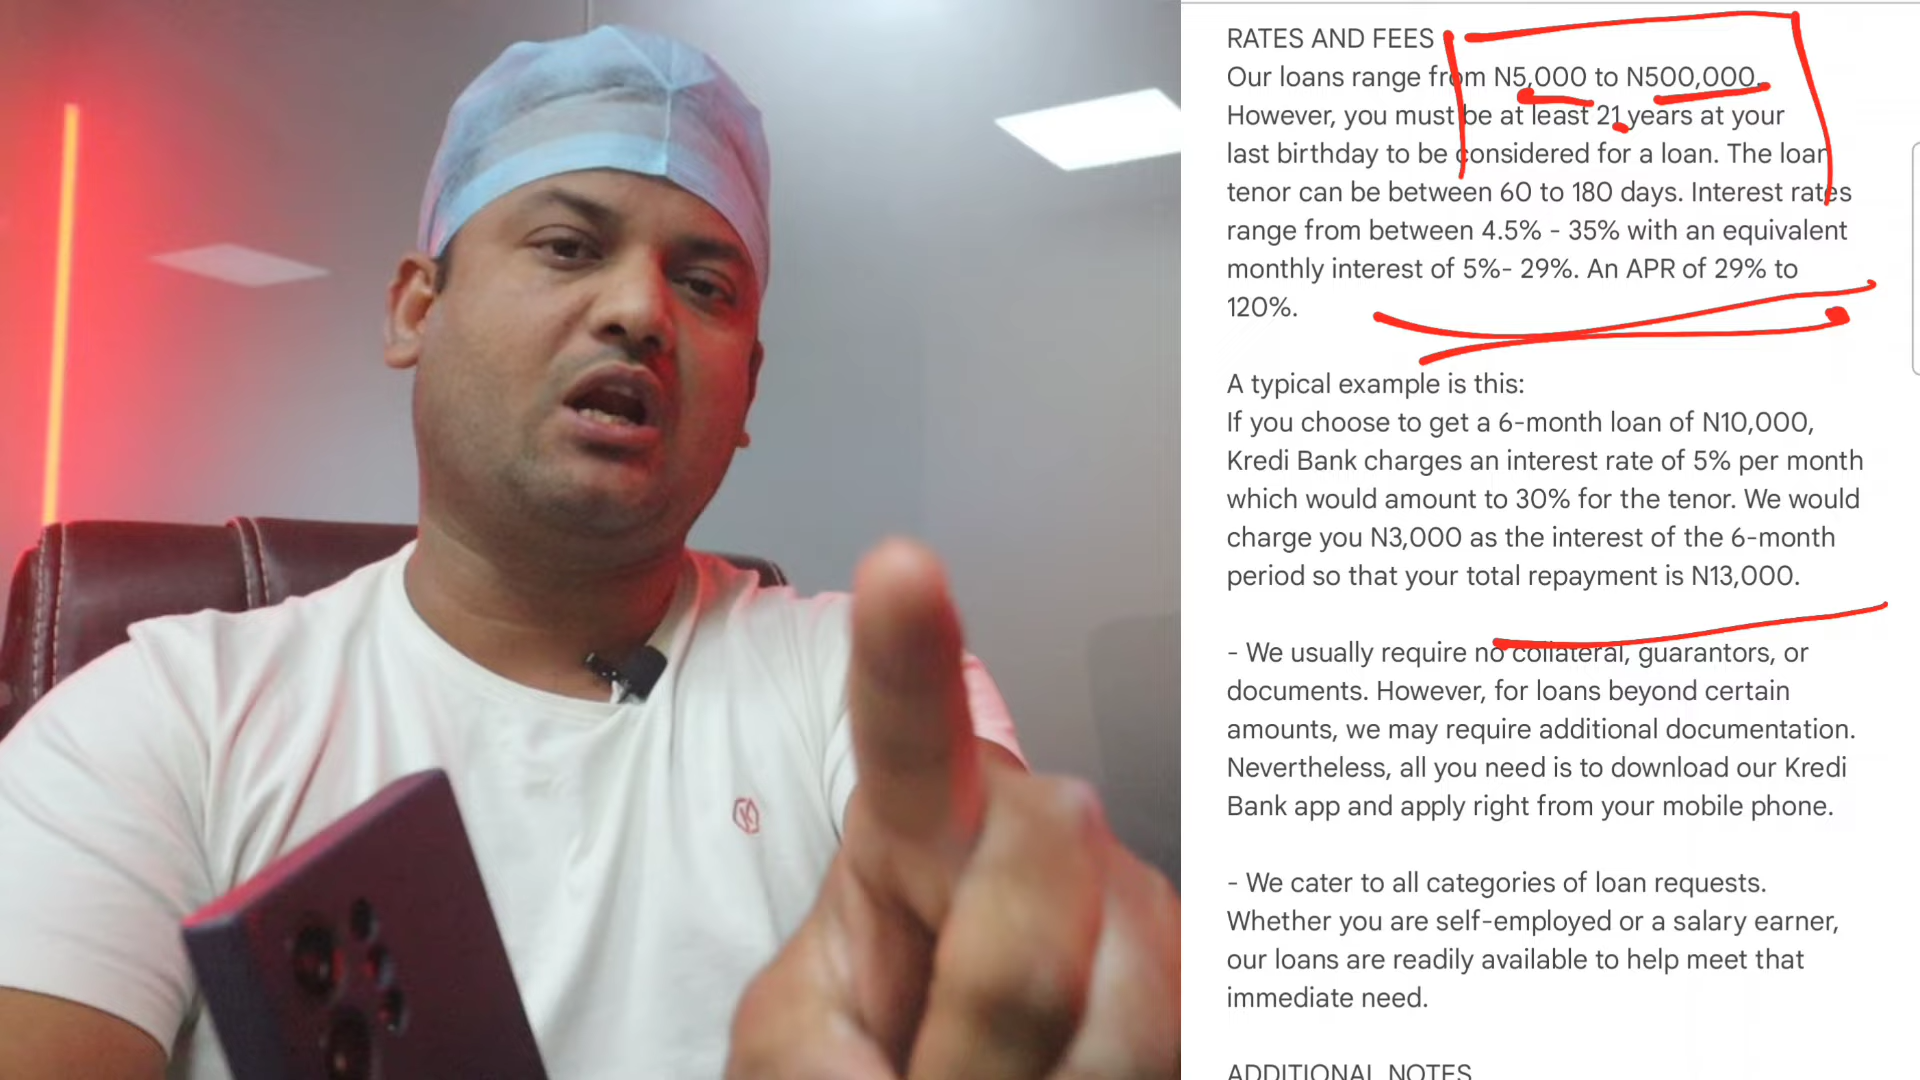 RATES AND FEES
Our loans range from N5,000 to N500,000.
However, you must be at least 21 years at your
last birthday to be considered for a loan. The loan
tenor can be between 60 to 180 days. Interest rates
range from between 4.5% - 35% with an equivalent
monthly interest of 5%- 29%. An APR of 29% to
120%.
A typical example is this:
If you choose to get a 6-month loan of N10,000,
Kredi Bank charges an interest rate of 5% per month
which would amount to 30% for the tenor. We would
charge you N3,000 as the interest of the 6-month
period so that your total repayment is N13,000.
- We usually require no collateral, guarantors, or
documents. However, for loans beyond certain
amounts, we may require additional documentation.
Nevertheless, all you need is to download our Kredi
Bank app and apply right from your mobile phone.
- We cater to all categories of loan requests.
Whether you are self-employed or a salary earner,
our loans are readily available to help meet that
immediate need.
ADDITIONAL NOTES